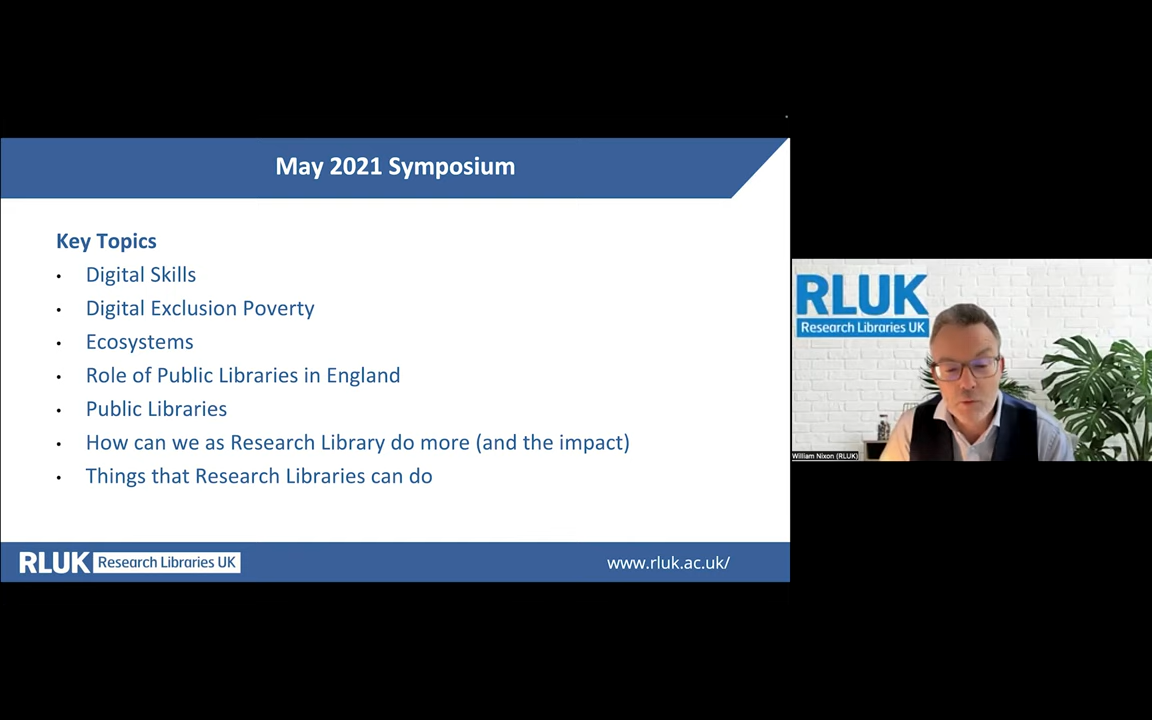 May 2021 Symposium
Key Topics
• Digital Skills
• Digital Exclusion Poverty
• Ecosystems
• Role of Public Libraries in England
• Public Libraries
• How can we as Research Library do more (and the impact)
• Things that Research Libraries can do
RLUK Research Libraries UK
www.rluk.ac.uk/
RLUK
Research Libraries UK
William Nixon (RLUK)